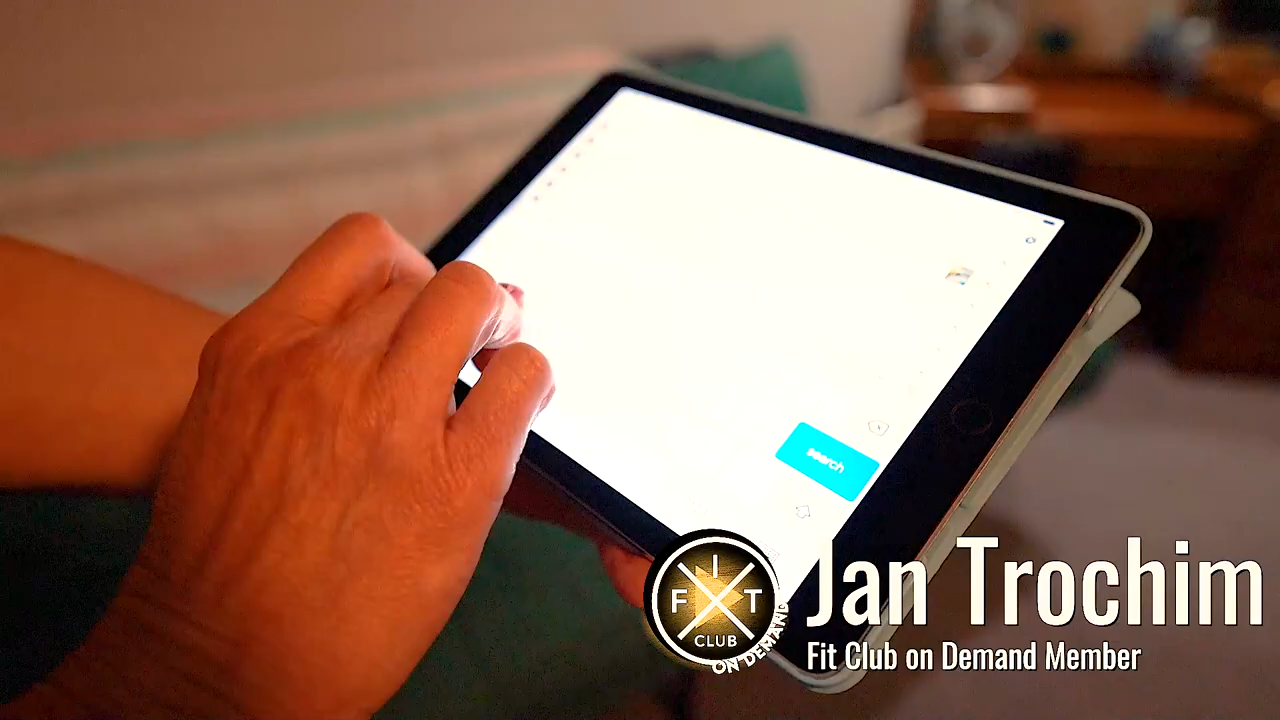 search
Jan Trochim
Fit Club on Demand Member
F I T
CLUB
ON DEMAND